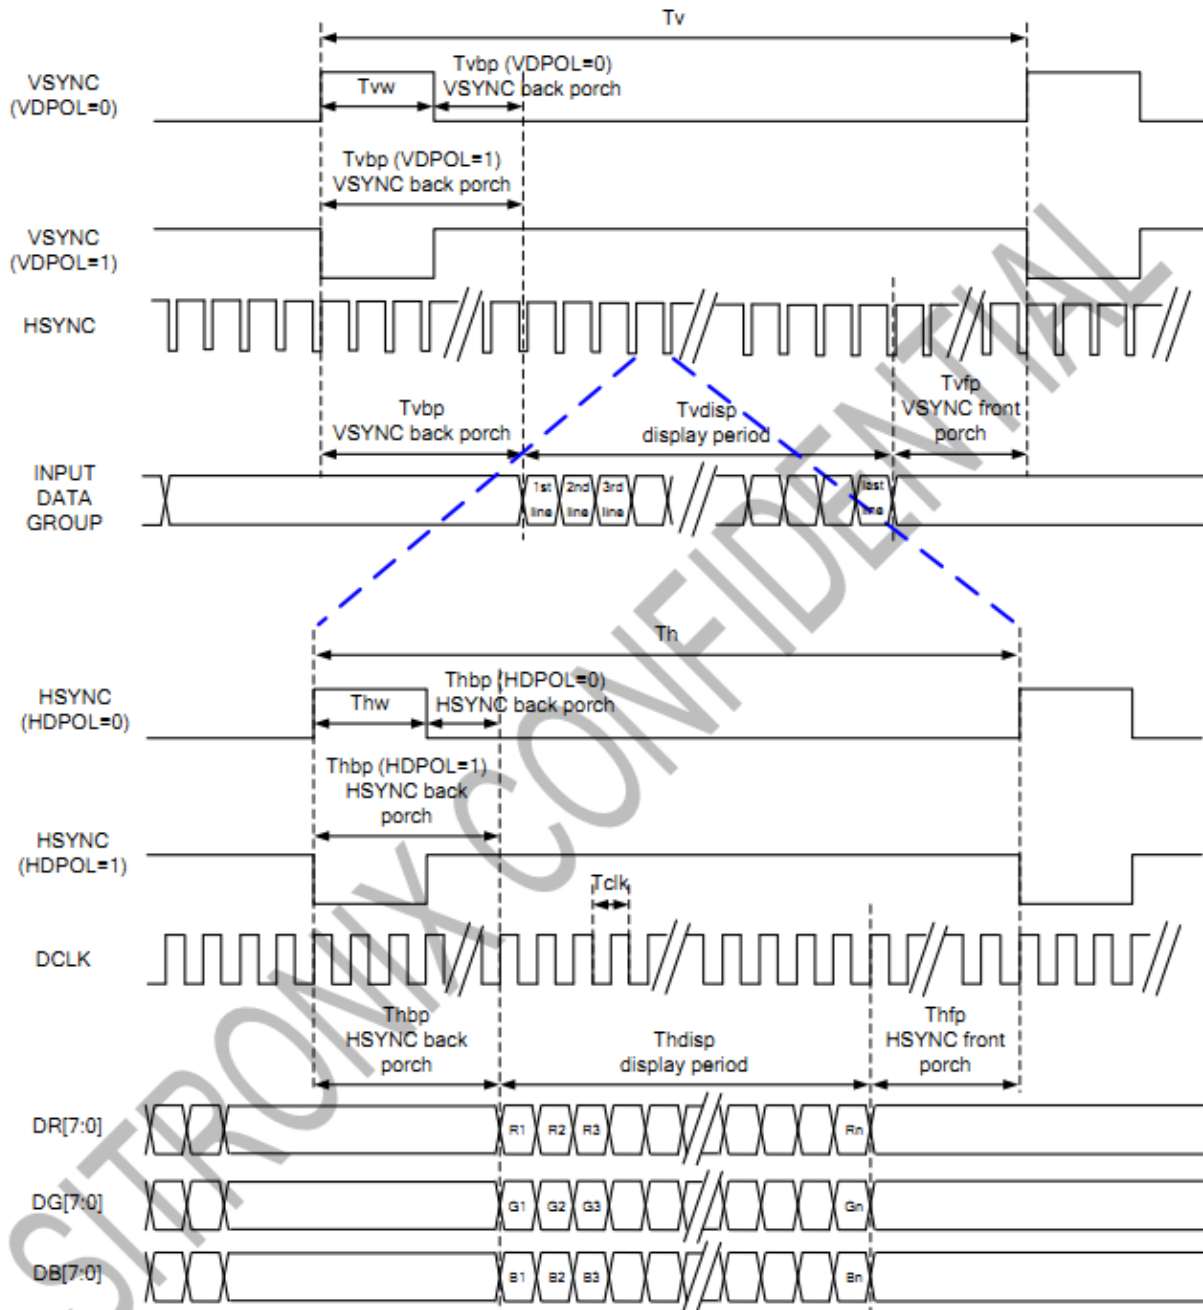 Tv
VSYNC
(VDPOL=0)
Tvw
Tvbp (VDPOL=0)
VSYNC back porch
Tvbp (VDPOL=1)
VSYNC back porch
VSYNC
(VDPOL=1)
HSYNC
Tvbp
VSYNC back porch
Tvdisp
display period
Tvfp
VSYNC front
porch
INPUT
DATA
GROUP
1st
line
2nd
line
3rd
line
last
line
Th
HSYNC
(HDPOL=0)
Thw
Thbp (HDPOL=0)
HSYNC back porch
Thbp (HDPOL=1)
HSYNC back
porch
HSYNC
(HDPOL=1)
Tclk
DCLK
Thbp
HSYNC back
porch
Thdisp
display period
Thfp
HSYNC front
porch
DR[7:0]
R1 R2 R3 Rn
DG[7:0]
G1 G2 G3 Gn
DB[7:0]
B1 B2 B3 Bn
SITRONIX CONFIDENTIAL